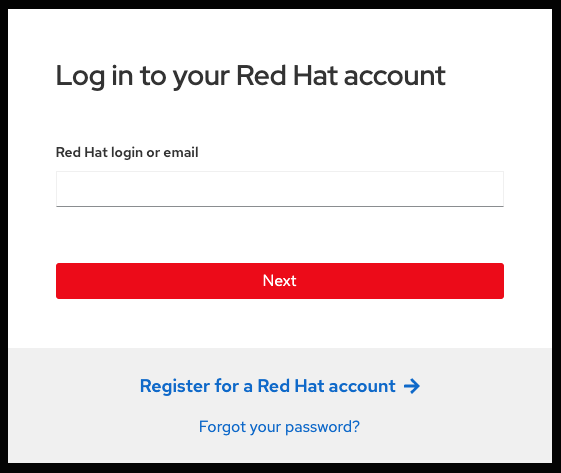 Log in to your Red Hat account
Red Hat login or email
Next
Register for a Red Hat account →
Forgot your password?